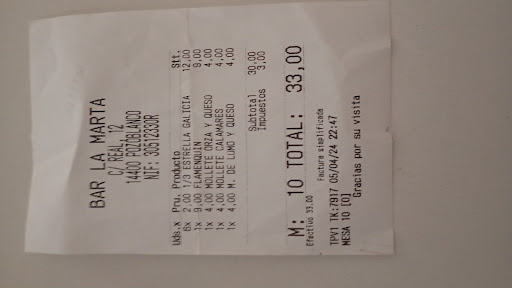 BAR LA MARTA
C/ REAL, 12
14400 POZOBLANCO
NIF: 30512330R
Uds.x Pru. Producto Stt.
6x 2,00 1/3 ESTRELLA GALICIA 12,00
1x 9,00 FLAMENQUIN 9,00
1x 4,00 MOLLETE ORZA Y QUESO 4,00
1x 4,00 MOLLETE CALAMARES 4,00
1x 4,00 M. DE LOMO Y QUESO 4,00
Subtotal 30,00
Impuestos 3,00
M: 10 TOTAL: 33,00
Efectivo 33.00
Factura simplificada
TPV1 TK:7917 05/04/24 22:47
MESA 10 [0]
Gracias por su visita